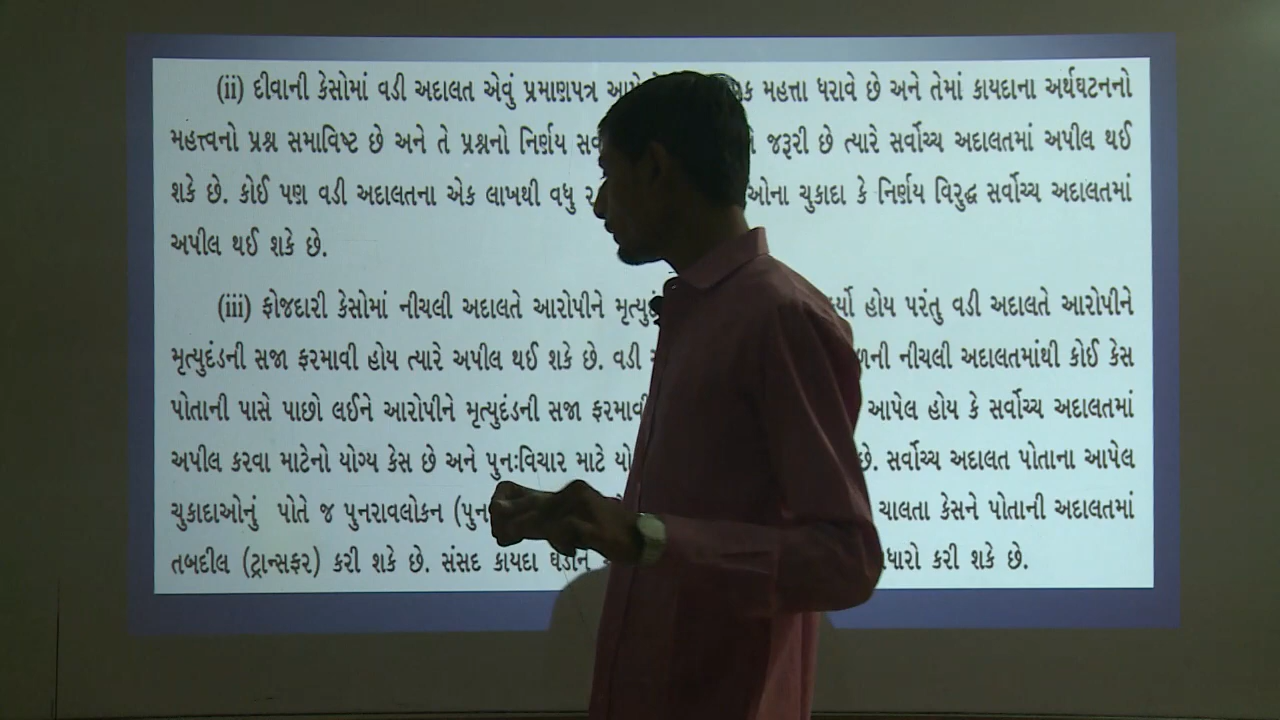 (ii) દીવાની કેસોમાં વડી અદાલત એવું પ્રમાણપત્ર મહત્તા ધરાવે છે અને તેમાં કાયદાના અર્થઘટનનો
મહત્ત્વનો પ્રશ્ન સમાવિષ્ટ છે અને તે પ્રશ્નનો નિર્ણય જરૂરી છે ત્યારે સર્વોચ્ચ અદાલતમાં અપીલ થઈ
શકે છે. કોઈ પણ વડી અદાલતના એક લાખથી વધુ ચુકાદા કે નિર્ણય વિરુદ્ધ સર્વોચ્ચ અદાલતમાં
અપીલ થઈ શકે છે.
(iii) ફોજદારી કેસોમાં નીચલી અદાલતે આરોપીને હોય પરંતુ વડી અદાલતે આરોપીને
મૃત્યુદંડની સજા ફરમાવી હોય ત્યારે અપીલ થઈ શકે છે. વડી નીચલી અદાલતમાંથી કોઈ કેસ
પોતાની પાસે પાછો લઈને આરોપીને મૃત્યુદંડની સજા ફરમાવી આપેલ હોય કે સર્વોચ્ચ અદાલતમાં
અપીલ કરવા માટેનો યોગ્ય કેસ છે અને પુનઃવિચાર માટે છે. સર્વોચ્ચ અદાલત પોતાના આપેલ
ચુકાદાઓનું પોતે જ પુનરાવલોકન ચાલતા કેસને પોતાની અદાલતમાં
તબદીલ (ટ્રાન્સફર) કરી શકે છે. સંસદ કાયદા કરી શકે છે.